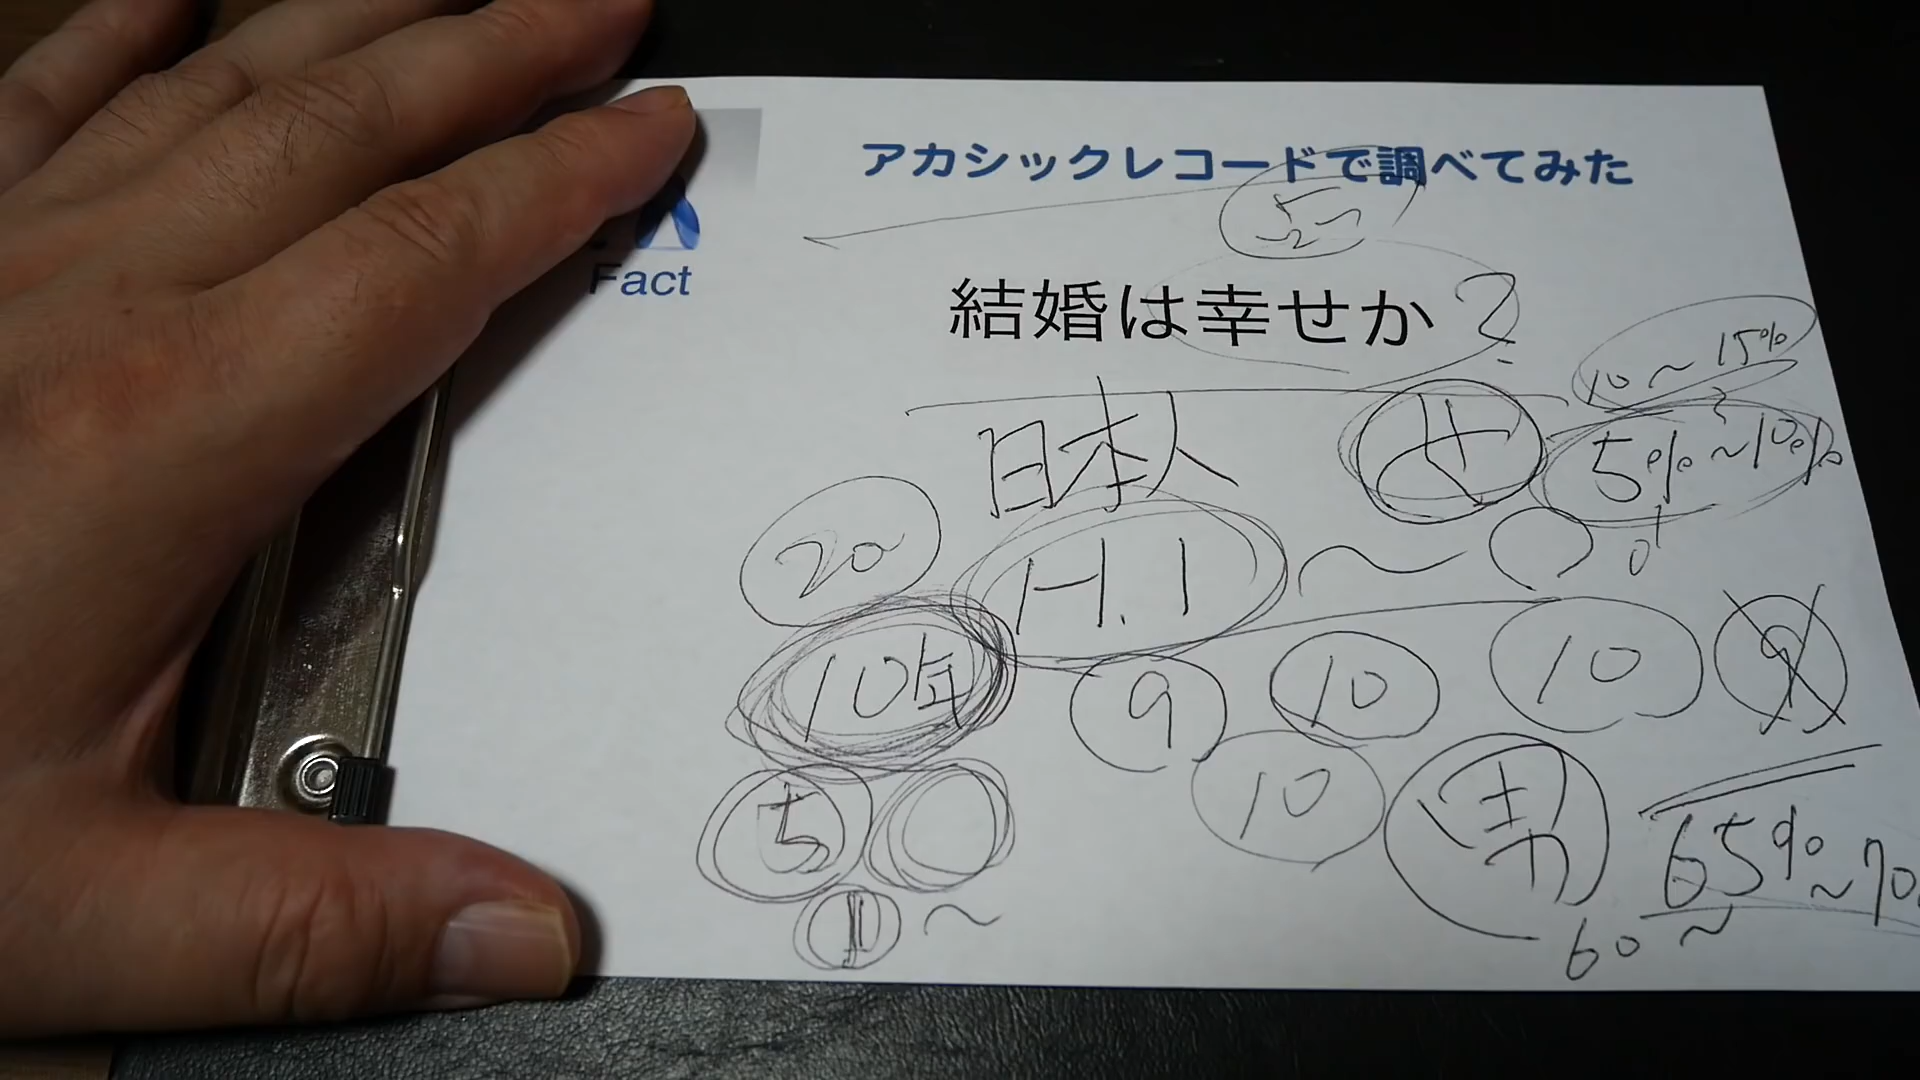 アカシックレコードで調べてみた
Fact
結婚は幸せか?
10～15%
日本人 女 5%～10%
0
20 H.1 ～
10年 9 10 10 9
5 10 男 65%～70
～ 60～